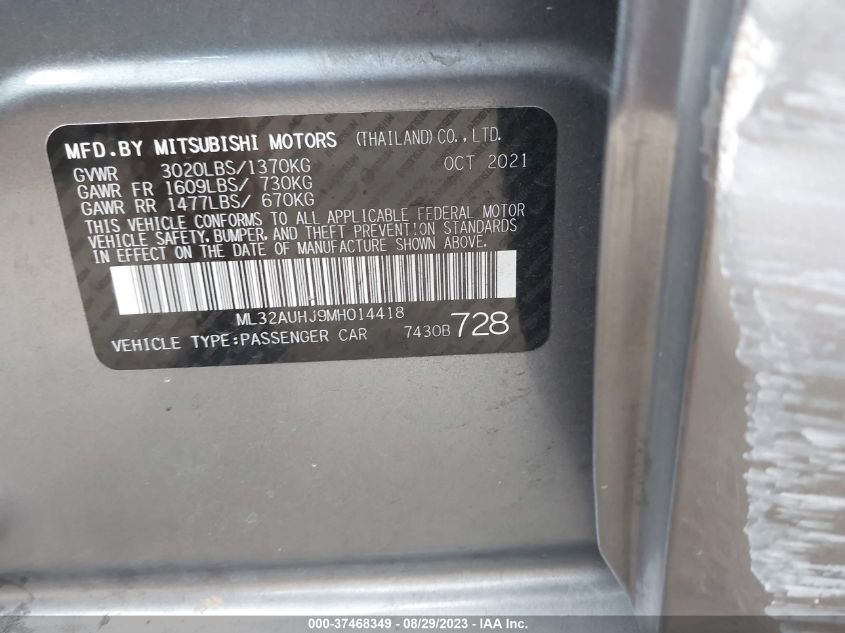 MFD.BY MITSUBISHI MOTORS (THAILAND)CO.,LTD.
GVWR 3020LBS/1370KG OCT 2021
GAWR FR 1609LBS/ 730KG
GAWR RR 1477LBS/ 670KG
THIS VEHICLE CONFORMS TO ALL APPLICABLE FEDERAL MOTOR
VEHICLE SAFETY, BUMPER, AND THEFT PREVENTION STANDARDS
IN EFFECT ON THE DATE OF MANUFACTURE SHOWN ABOVE.
ML32AUHJ9MH014418
VEHICLE TYPE:PASSENGER CAR 7430B 728
000-37468349 - 08/29/2023 - IAA Inc.